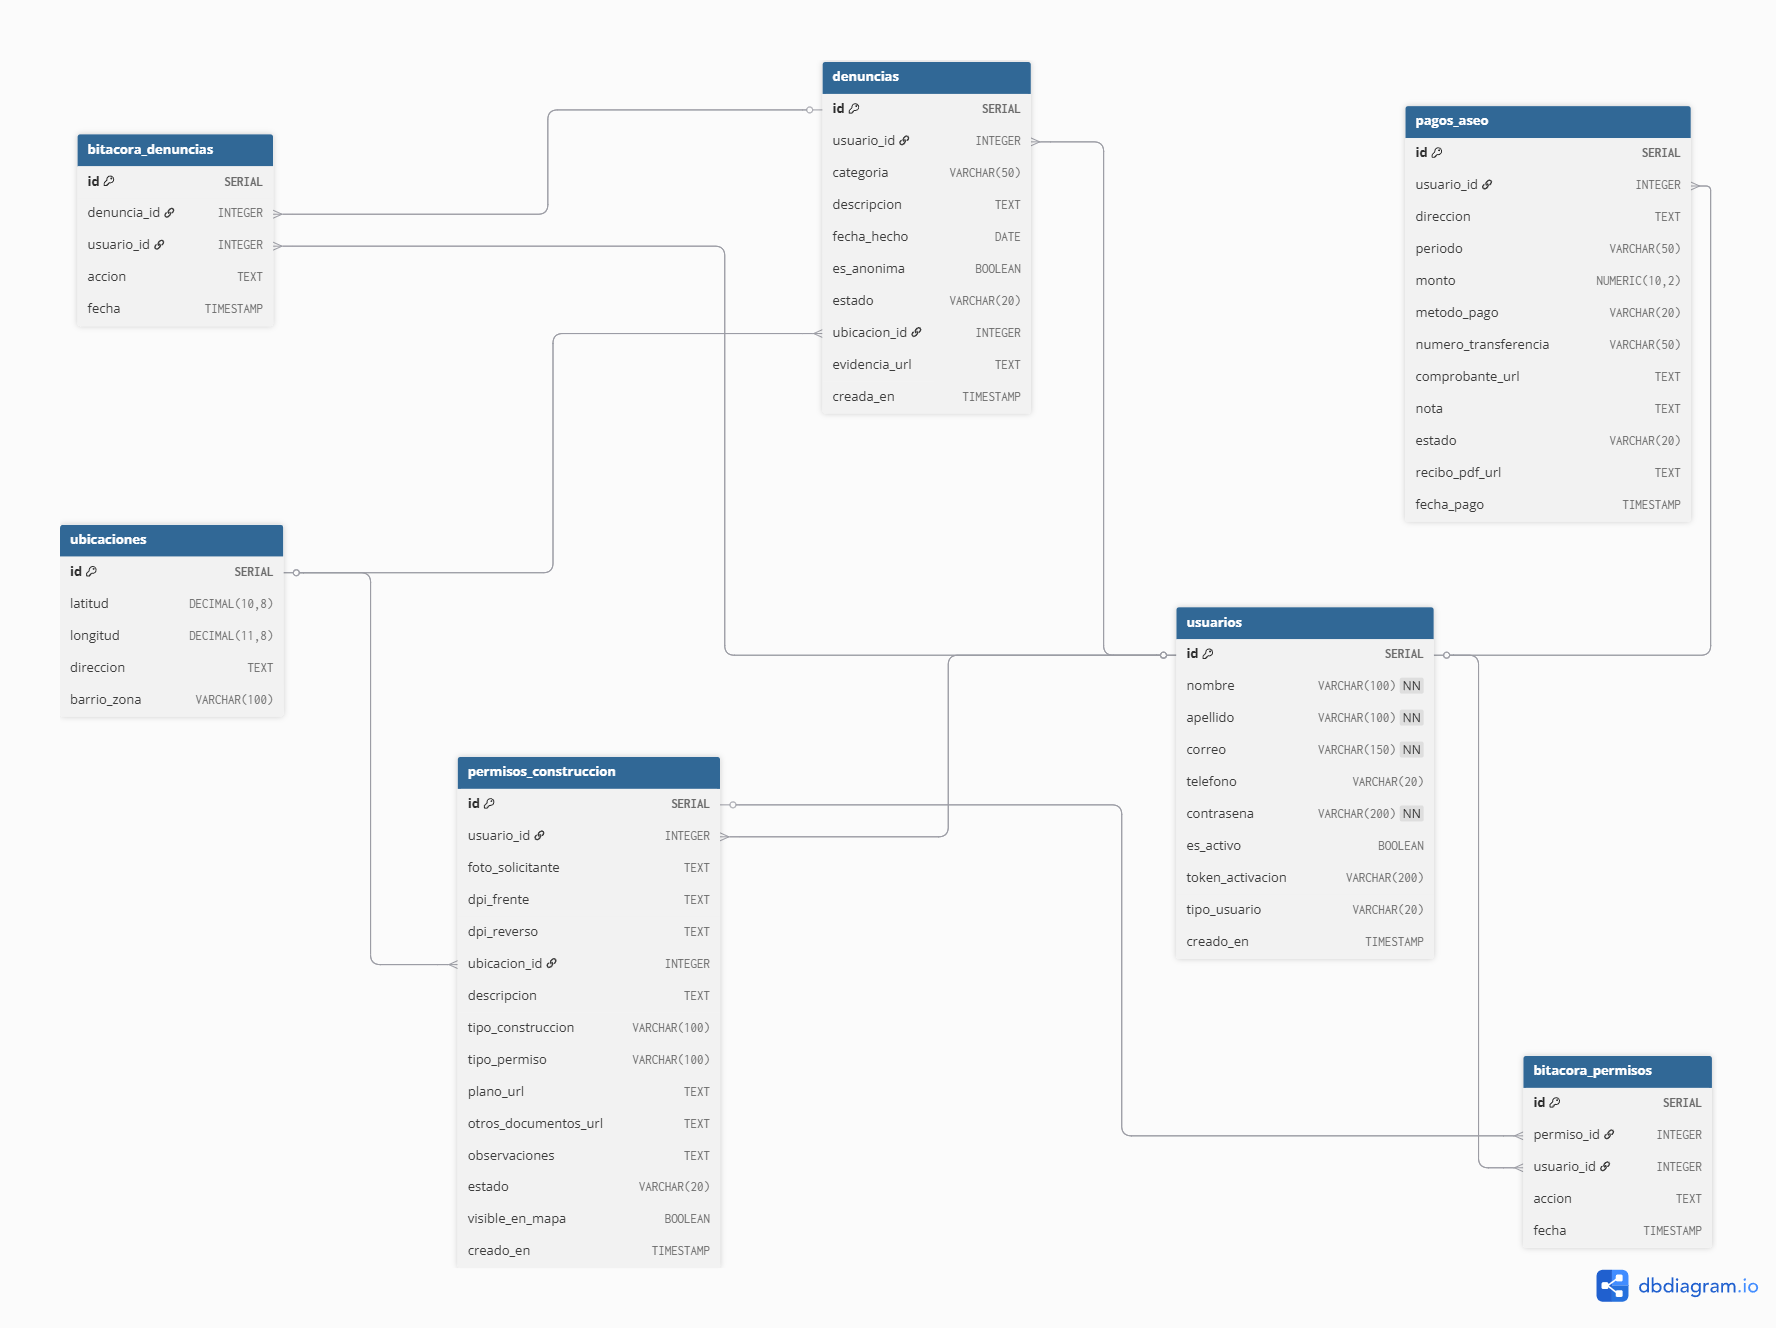 denuncias
id SERIAL
usuario_id INTEGER
categoria VARCHAR(50)
descripcion TEXT
fecha_hecho DATE
es_anonima BOOLEAN
estado VARCHAR(20)
ubicacion_id INTEGER
evidencia_url TEXT
creada_en TIMESTAMP
pagos_aseo
id SERIAL
usuario_id INTEGER
direccion TEXT
periodo VARCHAR(50)
monto NUMERIC(10,2)
metodo_pago VARCHAR(20)
numero_transferencia VARCHAR(50)
comprobante_url TEXT
nota TEXT
estado VARCHAR(20)
recibo_pdf_url TEXT
fecha_pago TIMESTAMP
bitacora_denuncias
id SERIAL
denuncia_id INTEGER
usuario_id INTEGER
accion TEXT
fecha TIMESTAMP
ubicaciones
id SERIAL
latitud DECIMAL(10,8)
longitud DECIMAL(11,8)
direccion TEXT
barrio_zona VARCHAR(100)
usuarios
id SERIAL
nombre VARCHAR(100) NN
apellido VARCHAR(100) NN
correo VARCHAR(150) NN
telefono VARCHAR(20)
contrasena VARCHAR(200) NN
es_activo BOOLEAN
token_activacion VARCHAR(200)
tipo_usuario VARCHAR(20)
creado_en TIMESTAMP
permisos_construccion
id SERIAL
usuario_id INTEGER
foto_solicitante TEXT
dpi_frente TEXT
dpi_reverso TEXT
ubicacion_id INTEGER
descripcion TEXT
tipo_construccion VARCHAR(100)
tipo_permiso VARCHAR(100)
plano_url TEXT
otros_documentos_url TEXT
observaciones TEXT
estado VARCHAR(20)
visible_en_mapa BOOLEAN
creado_en TIMESTAMP
bitacora_permisos
id SERIAL
permiso_id INTEGER
usuario_id INTEGER
accion TEXT
fecha TIMESTAMP
dbdiagram.io